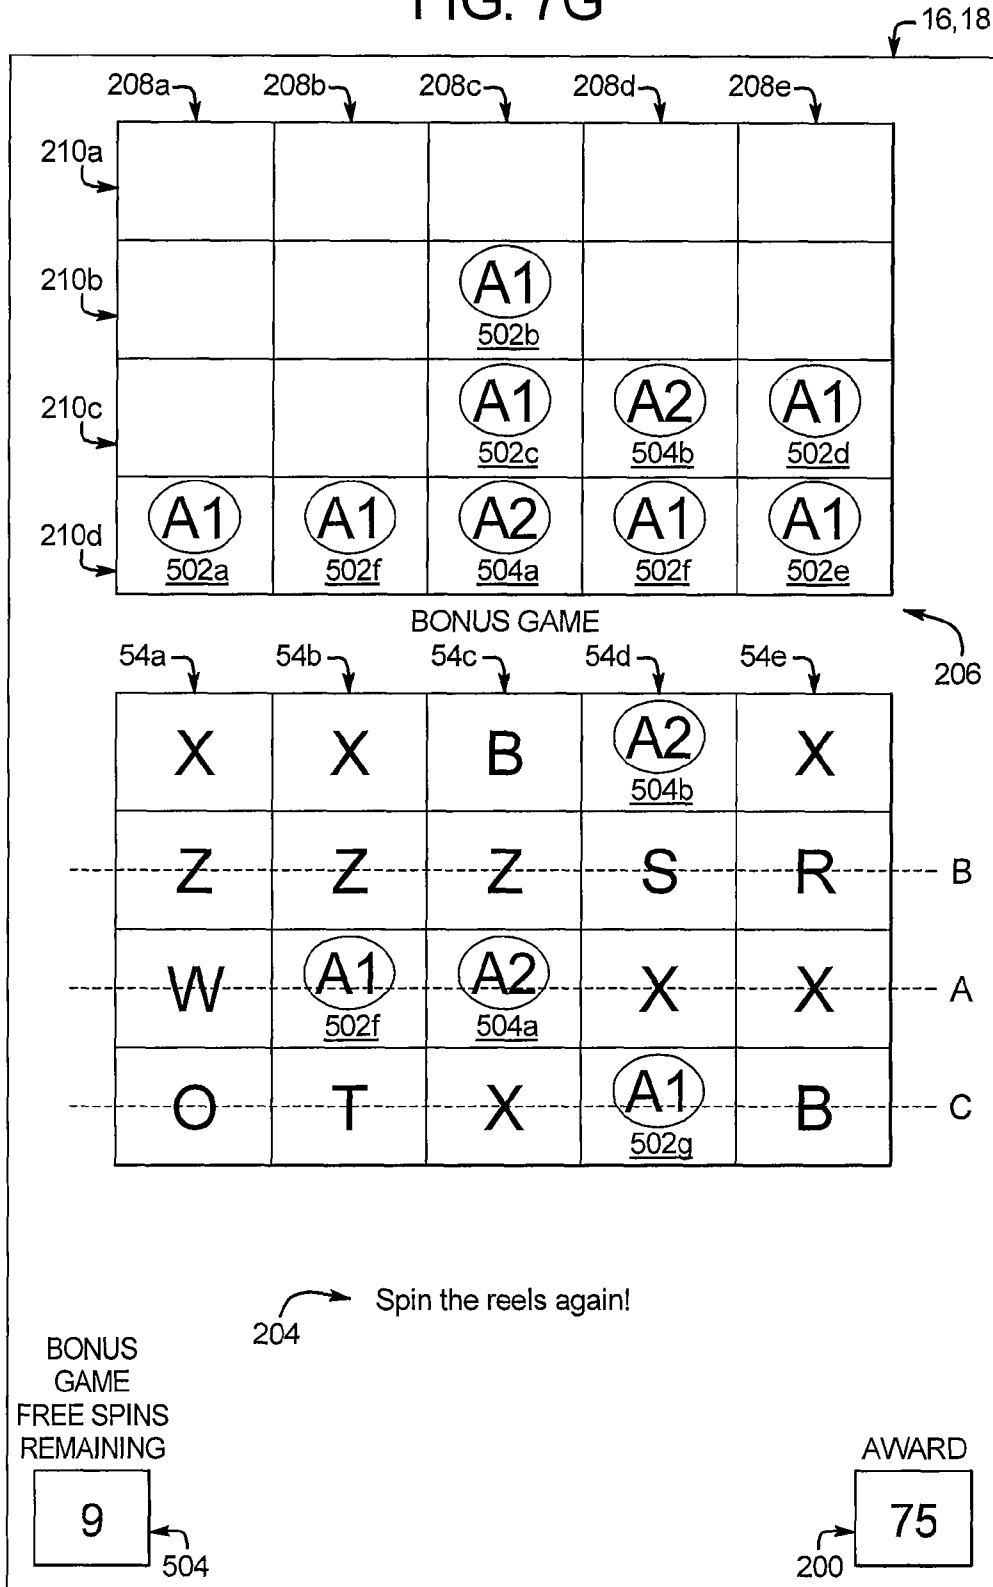 FIG. 7G
16,18
208a 208b 208c 208d 208e
210a
210b
A1
502b
210c
A1 A2 A1
502c 504b 502d
210d
A1 A1 A2 A1 A1
502a 502f 504a 502f 502e
BONUS GAME
206
54a 54b 54c 54d 54e
X X B A2 X
504b
Z Z Z S R B
W A1 A2 X X A
502f 504a
O T X A1 B C
502g
204 Spin the reels again!
BONUS
GAME
FREE SPINS
REMAINING
9
504
AWARD
75
200